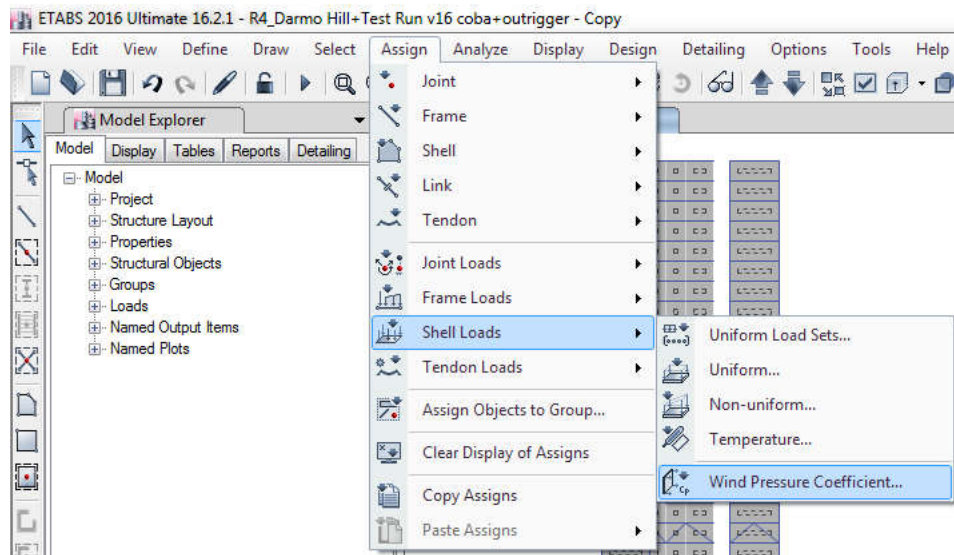 ETABS 2016 Ultimate 16.2.1 - R4_Darmo Hill+Test Run v16 coba+outrigger - Copy
File Edit View Define Draw Select Assign Analyze Display Design Detailing Options Tools Help
Model Explorer
Model Display Tables Reports Detailing
Model
Project
Structure Layout
Properties
Structural Objects
Groups
Loads
Named Output Items
Named Plots
Joint
Frame
Shell
Link
Tendon
Joint Loads
Frame Loads
Shell Loads
Tendon Loads
Assign Objects to Group...
Clear Display of Assigns
Copy Assigns
Paste Assigns
Uniform Load Sets...
Uniform...
Non-uniform...
Temperature...
Wind Pressure Coefficient...